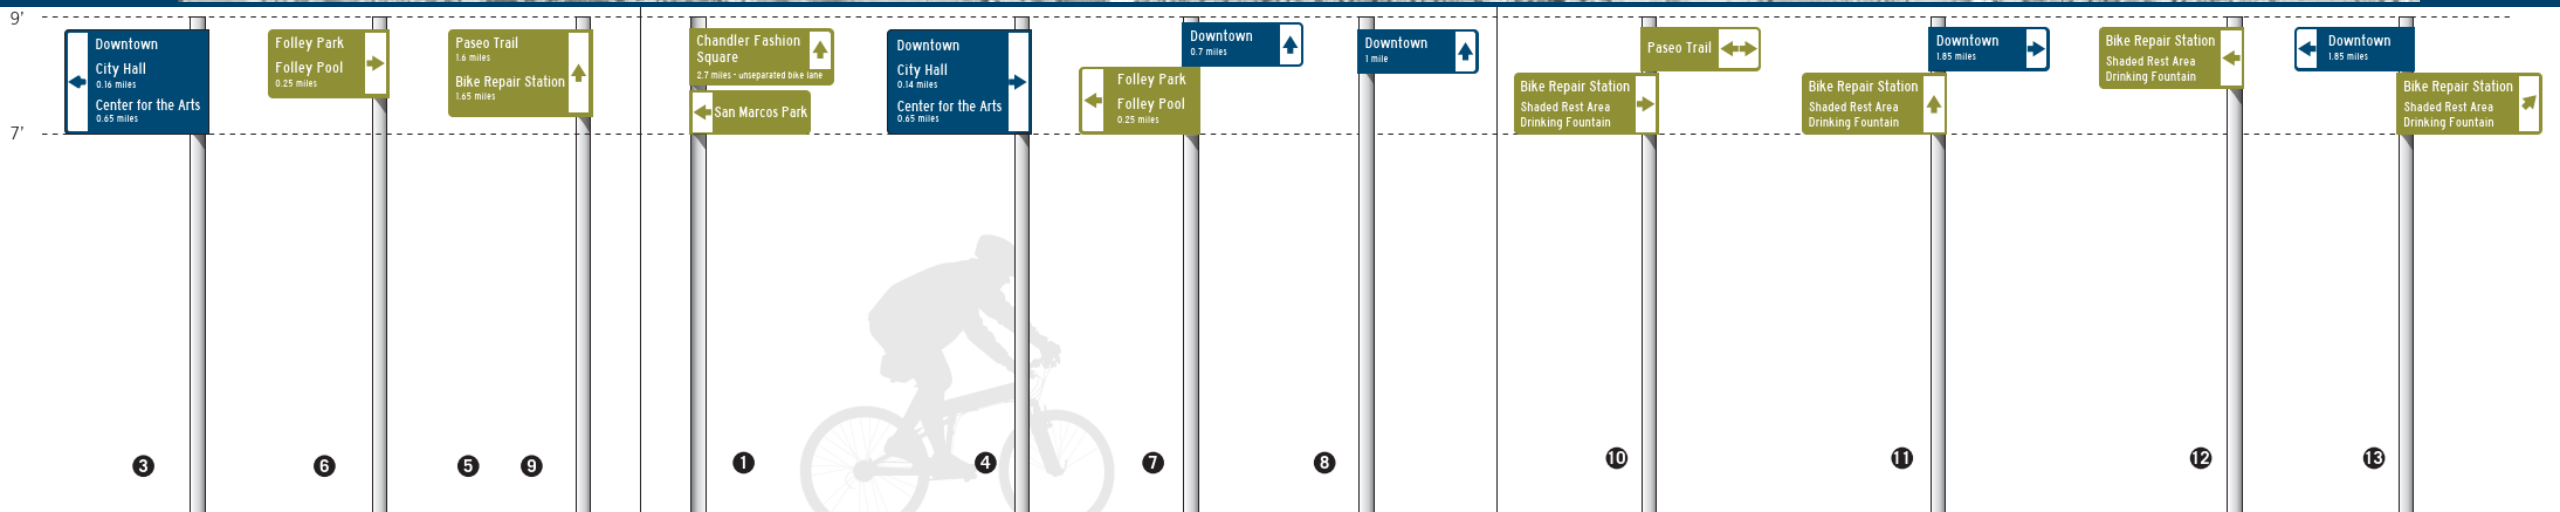 9'
7'
Downtown
City Hall
0.16 miles
Center for the Arts
0.65 miles
3
Folley Park
Folley Pool
0.25 miles
6
Paseo Trail
1.6 miles
Bike Repair Station
1.65 miles
5
9
Chandler Fashion
Square
2.7 miles - unseparated bike lane
San Marcos Park
1
Downtown
City Hall
0.14 miles
Center for the Arts
0.65 miles
4
Downtown
0.7 miles
Folley Park
Folley Pool
0.25 miles
7
Downtown
1 mile
8
Paseo Trail
Bike Repair Station
Shaded Rest Area
Drinking Fountain
10
Downtown
1.85 miles
Bike Repair Station
Shaded Rest Area
Drinking Fountain
11
Bike Repair Station
Shaded Rest Area
Drinking Fountain
12
Downtown
1.85 miles
Bike Repair Station
Shaded Rest Area
Drinking Fountain
13